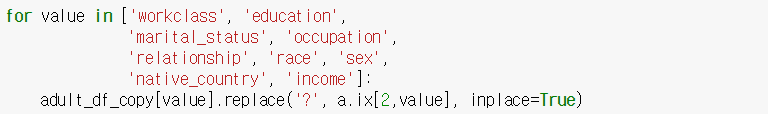 for value in ['workclass', 'education',
'marital_status', 'occupation',
'relationship', 'race', 'sex',
'native_country', 'income']:
adult_df_copy[value].replace('?', a.ix[2,value], inplace=True)